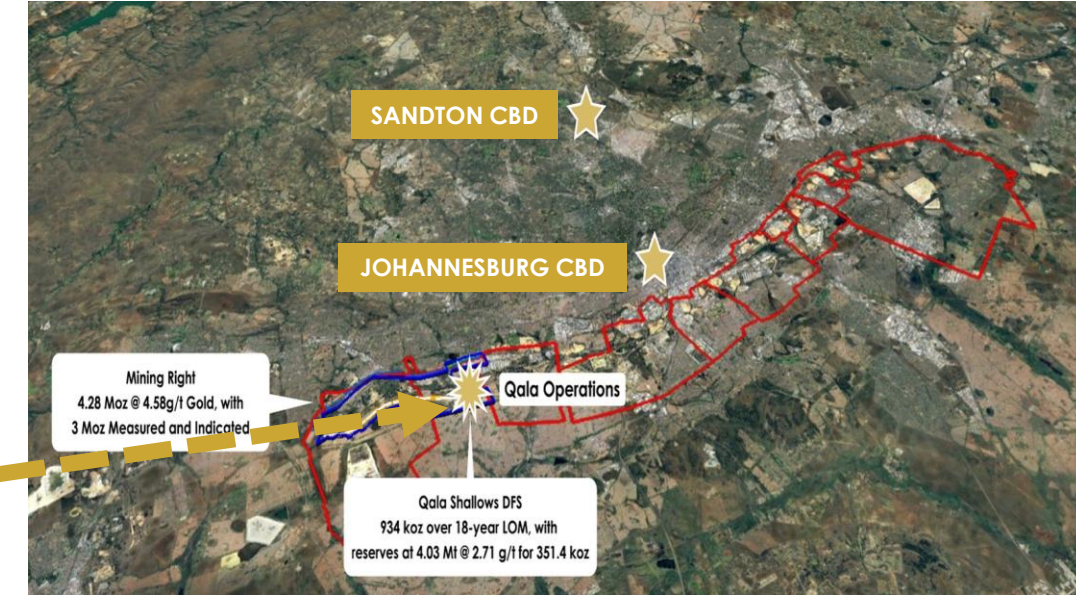 SANDTON CBD
JOHANNESBURG CBD
Mining Right
4.28 Moz @ 4.58g/t Gold, with
3 Moz Measured and Indicated
Qala Operations
Qala Shallows DFS
934 koz over 18-year LOM, with
reserves at 4.03 Mt @ 2.71 g/t for 351.4 koz